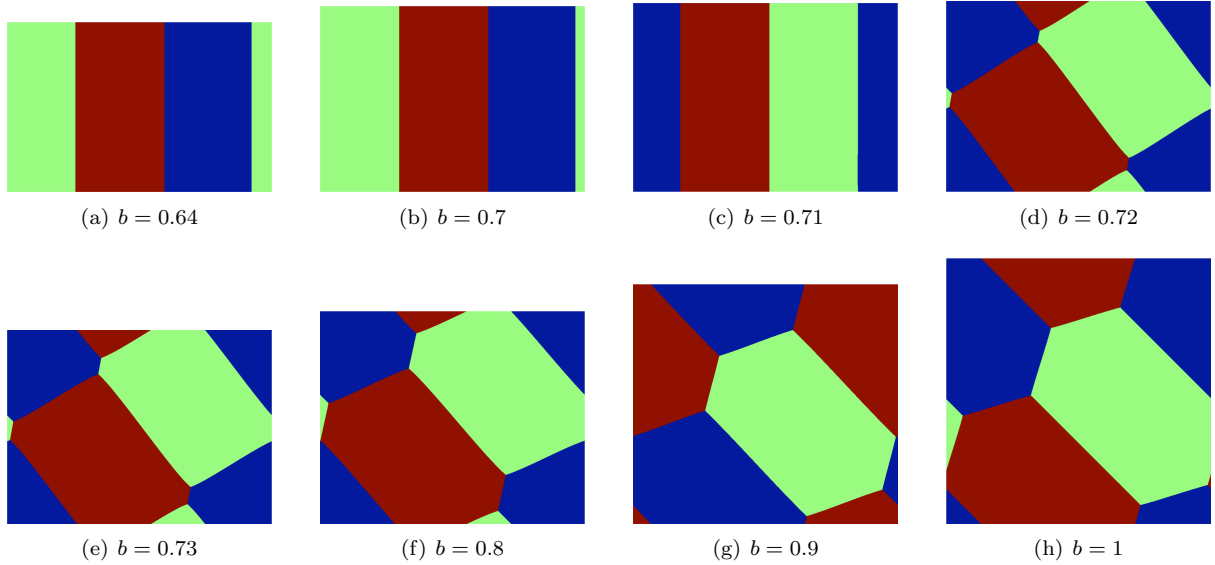 (a) b = 0.64
(b) b = 0.7
(c) b = 0.71
(d) b = 0.72
(e) b = 0.73
(f) b = 0.8
(g) b = 0.9
(h) b = 1